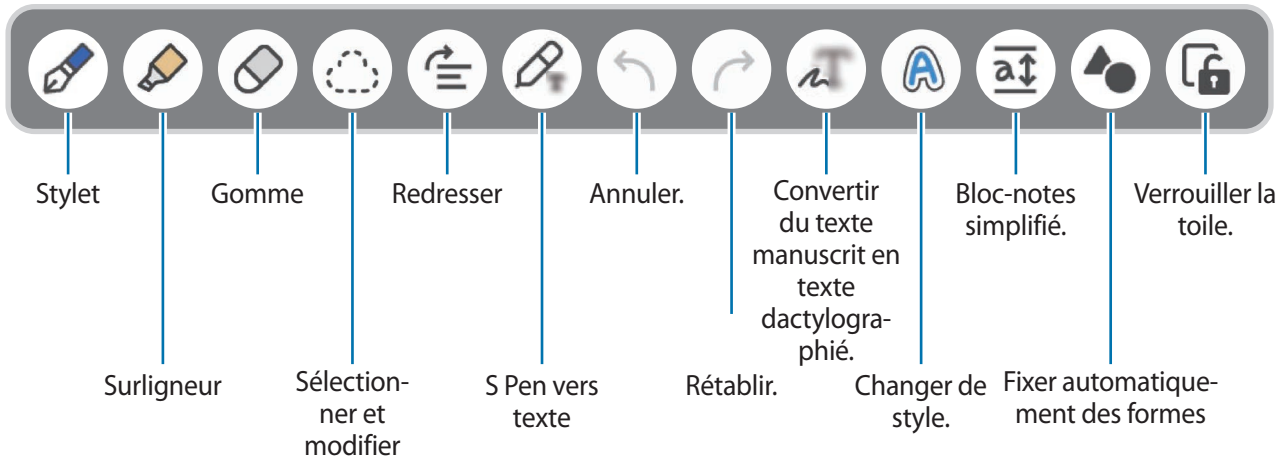 Stylet
Gomme
Redresser
Annuler.
Convertir
du texte
manuscrit en
texte
dactylogra-
phié.
Bloc-notes
simplifié.
Verrouiller la
toile.
Surligneur
Sélection-
ner et
modifier
S Pen vers
texte
Rétablir.
Changer de
style.
Fixer automatique-
ment des formes